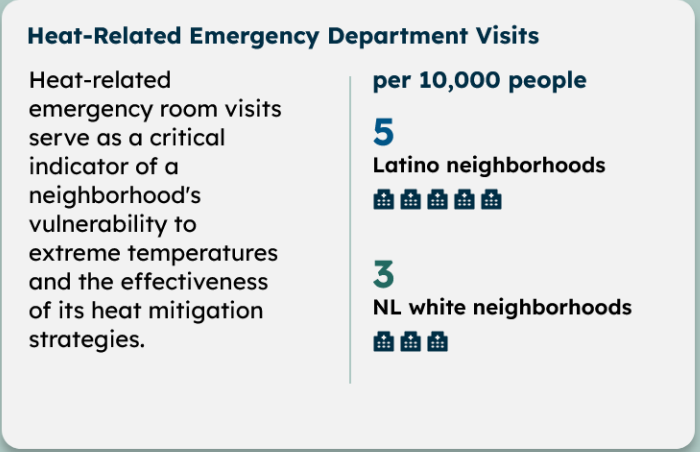 Heat-Related Emergency Department Visits
Heat-related
emergency room visits
serve as a critical
indicator of a
neighborhood's
vulnerability to
extreme temperatures
and the effectiveness
of its heat mitigation
strategies.
per 10,000 people
5
Latino neighborhoods
3
NL white neighborhoods